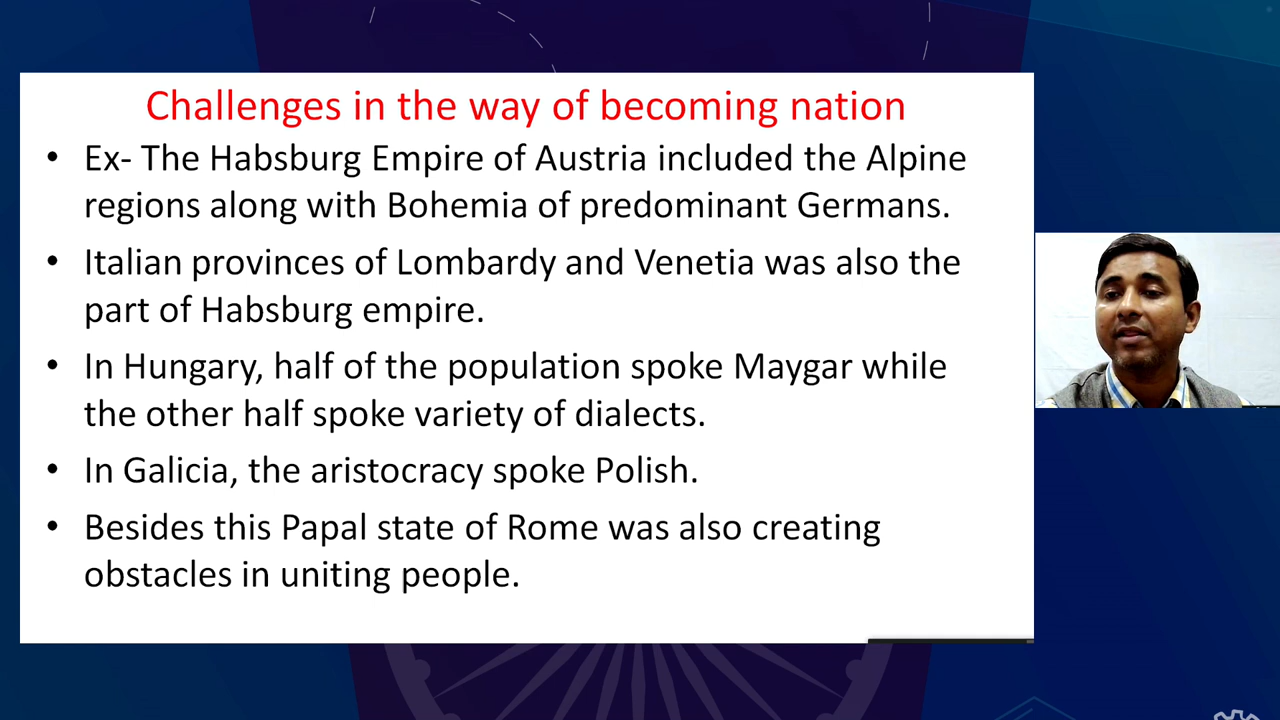 Challenges in the way of becoming nation
• Ex- The Habsburg Empire of Austria included the Alpine
regions along with Bohemia of predominant Germans.
• Italian provinces of Lombardy and Venetia was also the
part of Habsburg empire.
• In Hungary, half of the population spoke Maygar while
the other half spoke variety of dialects.
• In Galicia, the aristocracy spoke Polish.
• Besides this Papal state of Rome was also creating
obstacles in uniting people.